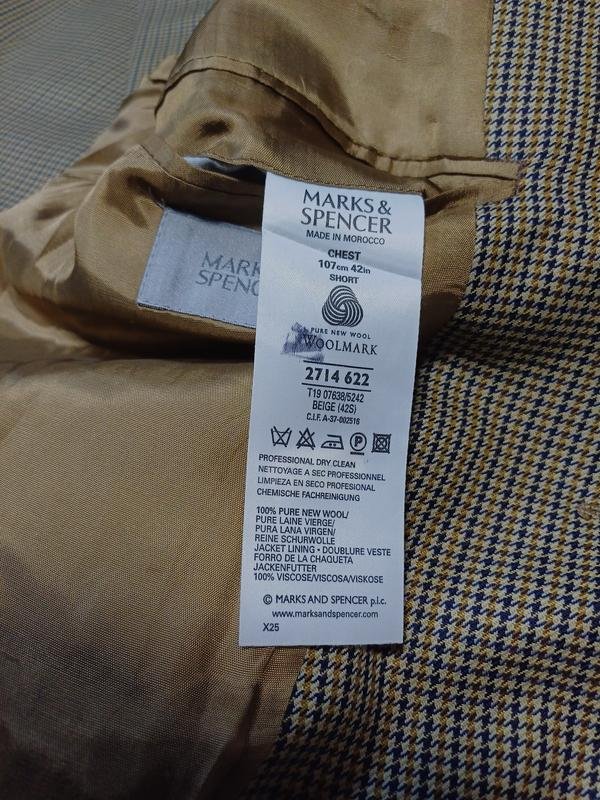 MARKS &
SPENCER
MADE IN MOROCCO
CHEST
107cm 42in
SHORT
PURE NEW WOOL
WOOLMARK
2714 622
T19 07638/5242
BEIGE (42S)
C.I.F. A-37-002516
P
PROFESSIONAL DRY CLEAN
NETTOYAGE A SEC PROFESSIONNEL
LIMPIEZA EN SECO PROFESIONAL
CHEMISCHE FACHREINIGUNG
100% PURE NEW WOOL/
PURE LAINE VIERGE/
PURA LANA VIRGEN/
REINE SCHURWOLLE
JACKET LINING • DOUBLURE VESTE
FORRO DE LA CHAQUETA
JACKENFUTTER
100% VISCOSE/VISCOSA/VISKOSE
© MARKS AND SPENCER p.l.c.
www.marksandspencer.com
X25
MARK
SPENC